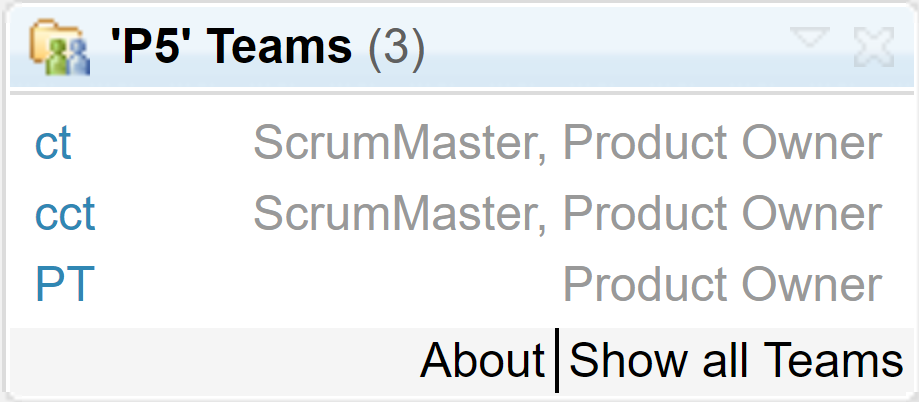 'P5' Teams (3)
ct ScrumMaster, Product Owner
cct ScrumMaster, Product Owner
PT Product Owner
About Show all Teams